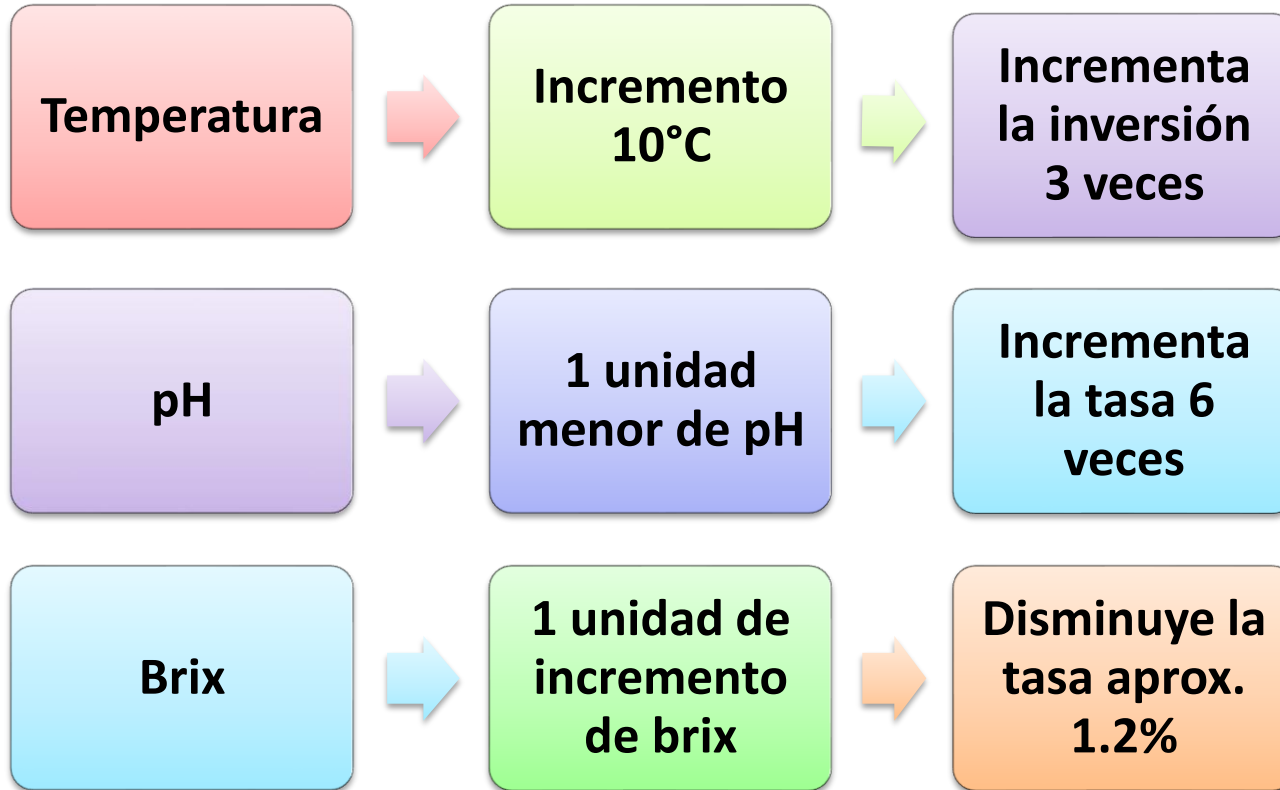 Temperatura
Incremento
10°C
Incrementa
la inversión
3 veces
pH
1 unidad
menor de pH
Incrementa
la tasa 6
veces
Brix
1 unidad de
incremento
de brix
Disminuye la
tasa aprox.
1.2%